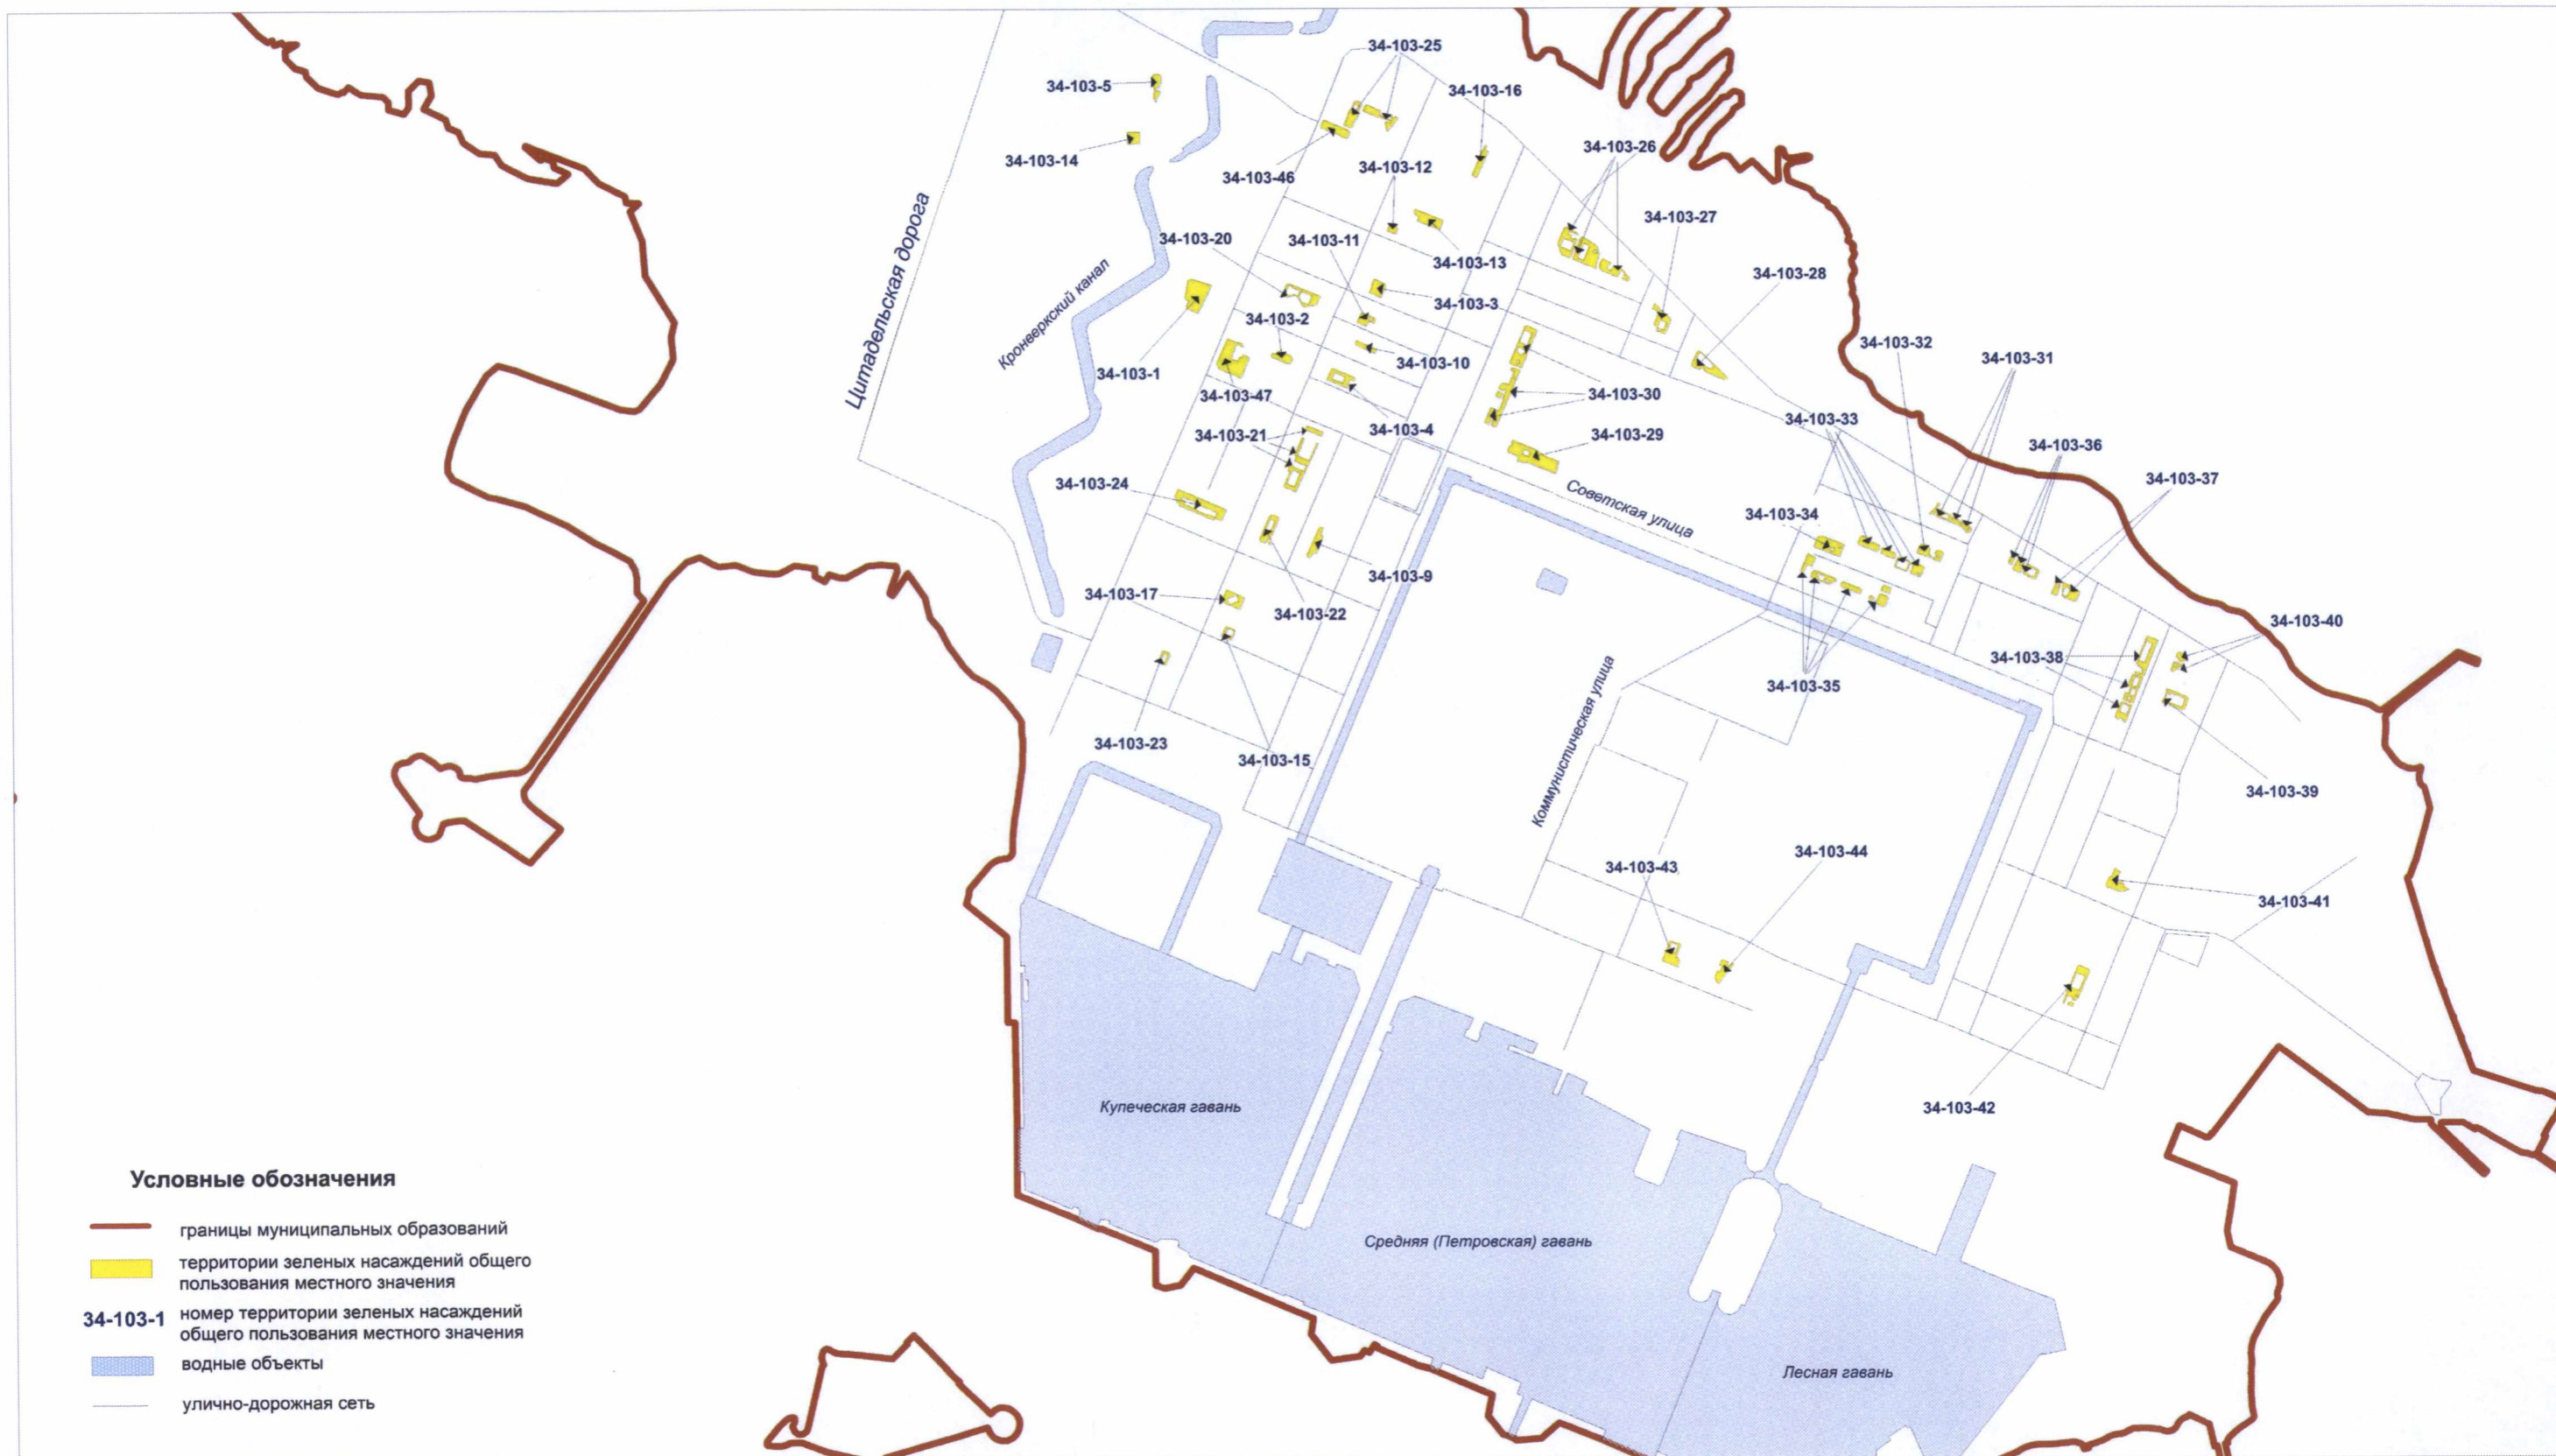 34-103-25
34-103-5
34-103-16
34-103-14
34-103-26
34-103-12
34-103-46
34-103-27
34-103-20
34-103-11
34-103-13
34-103-28
Цитадельская дорога
Кронверкский канал
34-103-3
34-103-2
34-103-32
34-103-31
34-103-1
34-103-10
34-103-47
34-103-30
34-103-33
34-103-21
34-103-4
34-103-29
34-103-36
34-103-24
34-103-37
Советская улица
34-103-34
34-103-9
34-103-17
34-103-22
34-103-40
34-103-38
34-103-35
Коммунистическая улица
34-103-23
34-103-15
34-103-39
34-103-44
34-103-43
34-103-41
34-103-42
Купеческая гавань
Средняя (Петровская) гавань
Лесная гавань
Условные обозначения
границы муниципальных образований
территории зеленых насаждений общего
пользования местного значения
34-103-1 номер территории зеленых насаждений
общего пользования местного значения
водные объекты
улично-дорожная сеть